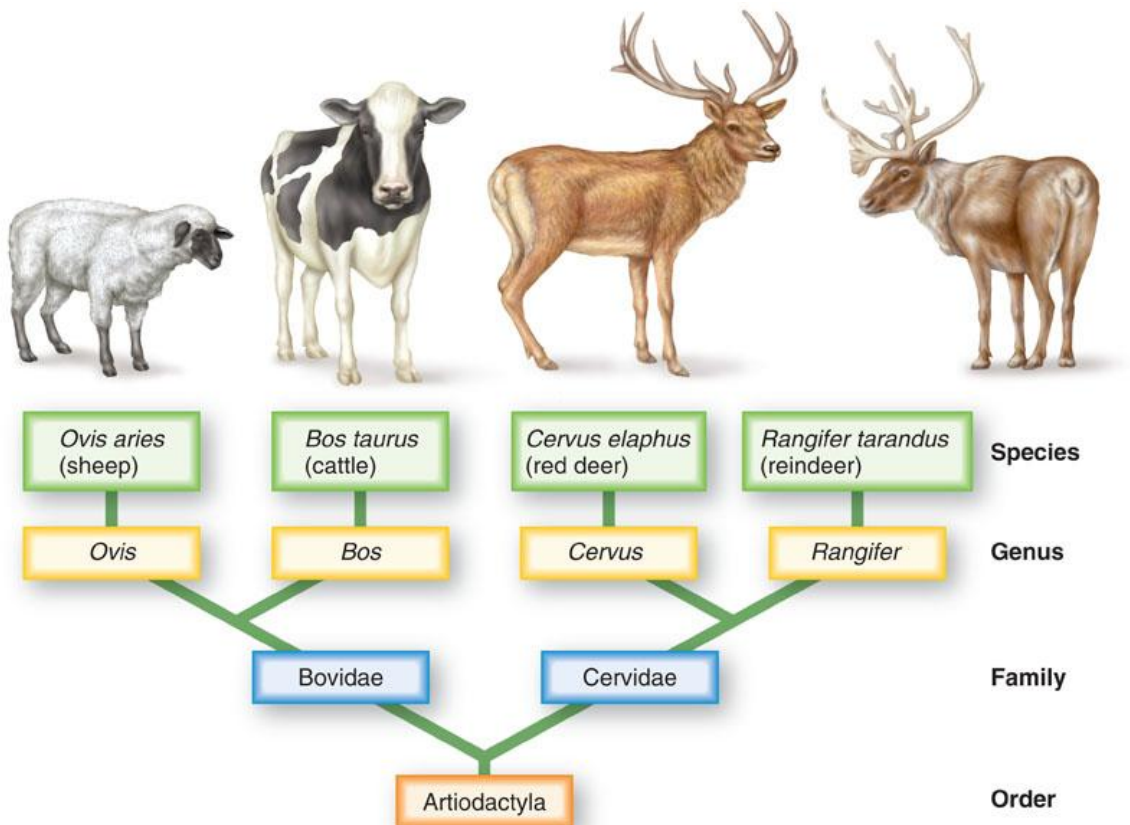 Ovis aries
(sheep)
Bos taurus
(cattle)
Cervus elaphus
(red deer)
Rangifer tarandus
(reindeer)
Species
Ovis
Bos
Cervus
Rangifer
Genus
Bovidae
Cervidae
Family
Artiodactyla
Order